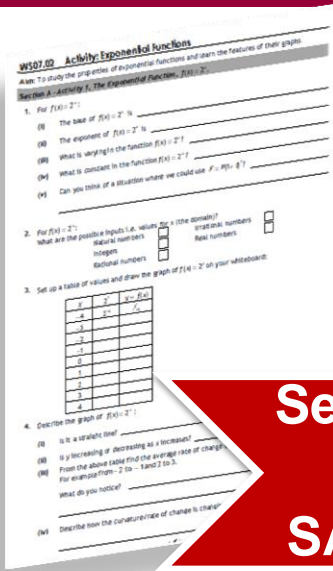 WS07.02 Activity: Exponential Functions
Aim: To study the properties of exponential functions and learn the features of their graphs
Section A – Activity 1, The Exponential Function, f(x) = 2ˣ.
1. For f(x) = 2ˣ:
(i) The base of f(x) = 2ˣ is
(ii) The exponent of f(x) = 2ˣ is
(iii) What is varying in the function f(x) = 2ˣ?
(iv) What is constant in the function f(x) = 2ˣ?
(v) Can you think of a situation where we could use
2. For f(x) = 2ˣ:
What are the possible inputs i.e. values for x (the domain)?
Natural numbers Irrational numbers
Integers Real numbers
Rational numbers
3. Set up a table of values and draw the graph of f(x) = 2ˣ on your whiteboard:
x 2ˣ y = f(x)
-4 2⁻⁴
-3
-2
-1
0
1
2
3
4
4. Describe the graph of f(x) = 2ˣ:
(i) Is it a straight line?
(ii) Is y increasing or decreasing as x increases?
(iii) From the above table find the average rate of change
For example from -2 to -1 and 2 to 3.
What do you notice?
(iv) Describe how the curvature/rate of change is
Se
SA